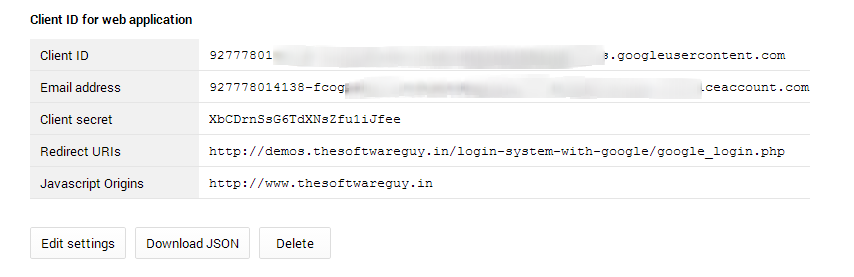 Client ID for web application
Client ID 92777801 s.googleusercontent.com
Email address 927778014138-fcog ceaccount.com
Client secret XbCDrnSsG6TdXNsZfu1iJfee
Redirect URIs http://demos.thesoftwareguy.in/login-system-with-google/google_login.php
Javascript Origins http://www.thesoftwareguy.in
Edit settings Download JSON Delete